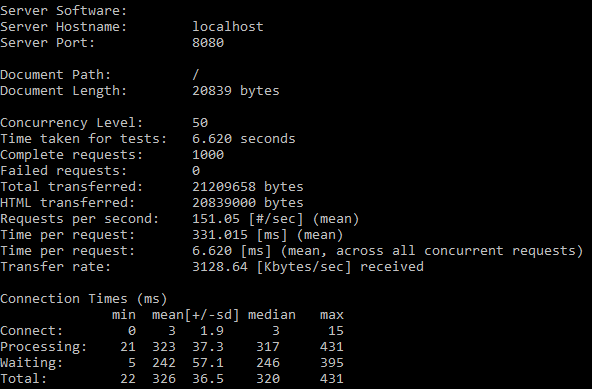 Server Software:
Server Hostname:        localhost
Server Port:            8080

Document Path:          /
Document Length:        20839 bytes

Concurrency Level:      50
Time taken for tests:   6.620 seconds
Complete requests:      1000
Failed requests:        0
Total transferred:      21209658 bytes
HTML transferred:       20839000 bytes
Requests per second:    151.05 [#/sec] (mean)
Time per request:       331.015 [ms] (mean)
Time per request:       6.620 [ms] (mean, across all concurrent requests)
Transfer rate:          3128.64 [Kbytes/sec] received

Connection Times (ms)
              min  mean[+/-sd] median   max
Connect:        0    3   1.9      3      15
Processing:    21  323  37.3    317     431
Waiting:        5  242  57.1    246     395
Total:         22  326  36.5    320     431